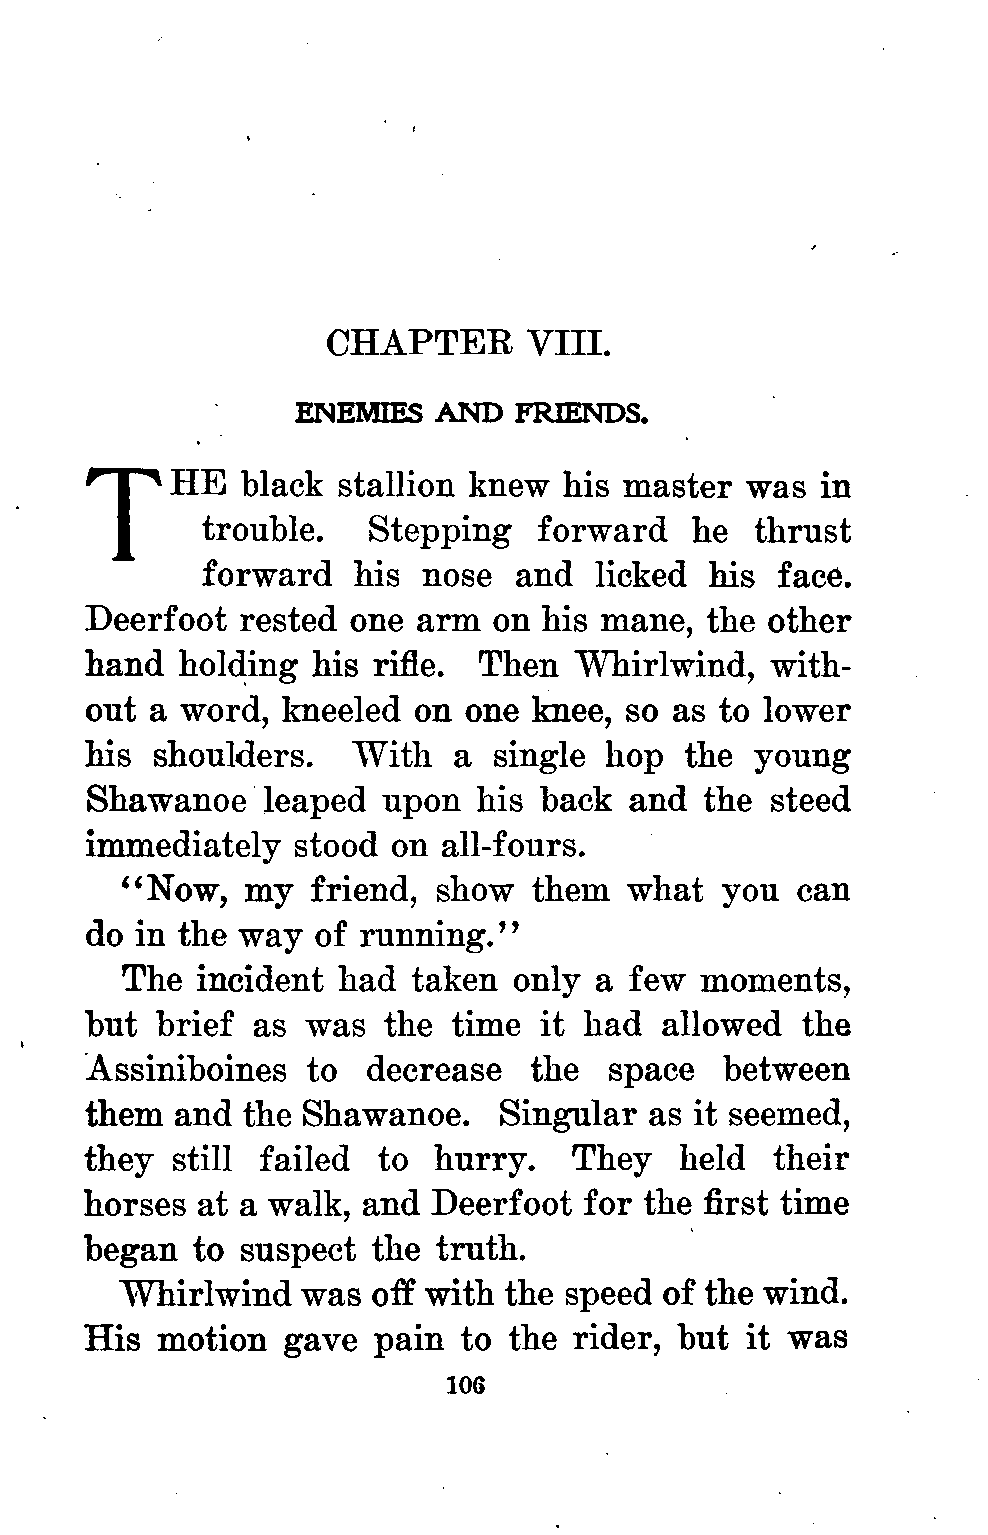 CHAPTER VIII.
ENEMIES AND FRIENDS.
THE black stallion knew his master was in
trouble. Stepping forward he thrust
forward his nose and licked his face.
Deerfoot rested one arm on his mane, the other
hand holding his rifle. Then Whirlwind, with-
out a word, kneeled on one knee, so as to lower
his shoulders. With a single hop the young
Shawanoe leaped upon his back and the steed
immediately stood on all-fours.
"Now, my friend, show them what you can
do in the way of running."
The incident had taken only a few moments,
but brief as was the time it had allowed the
Assiniboines to decrease the space between
them and the Shawanoe. Singular as it seemed,
they still failed to hurry. They held their
horses at a walk, and Deerfoot for the first time
began to suspect the truth.
Whirlwind was off with the speed of the wind.
His motion gave pain to the rider, but it was
106